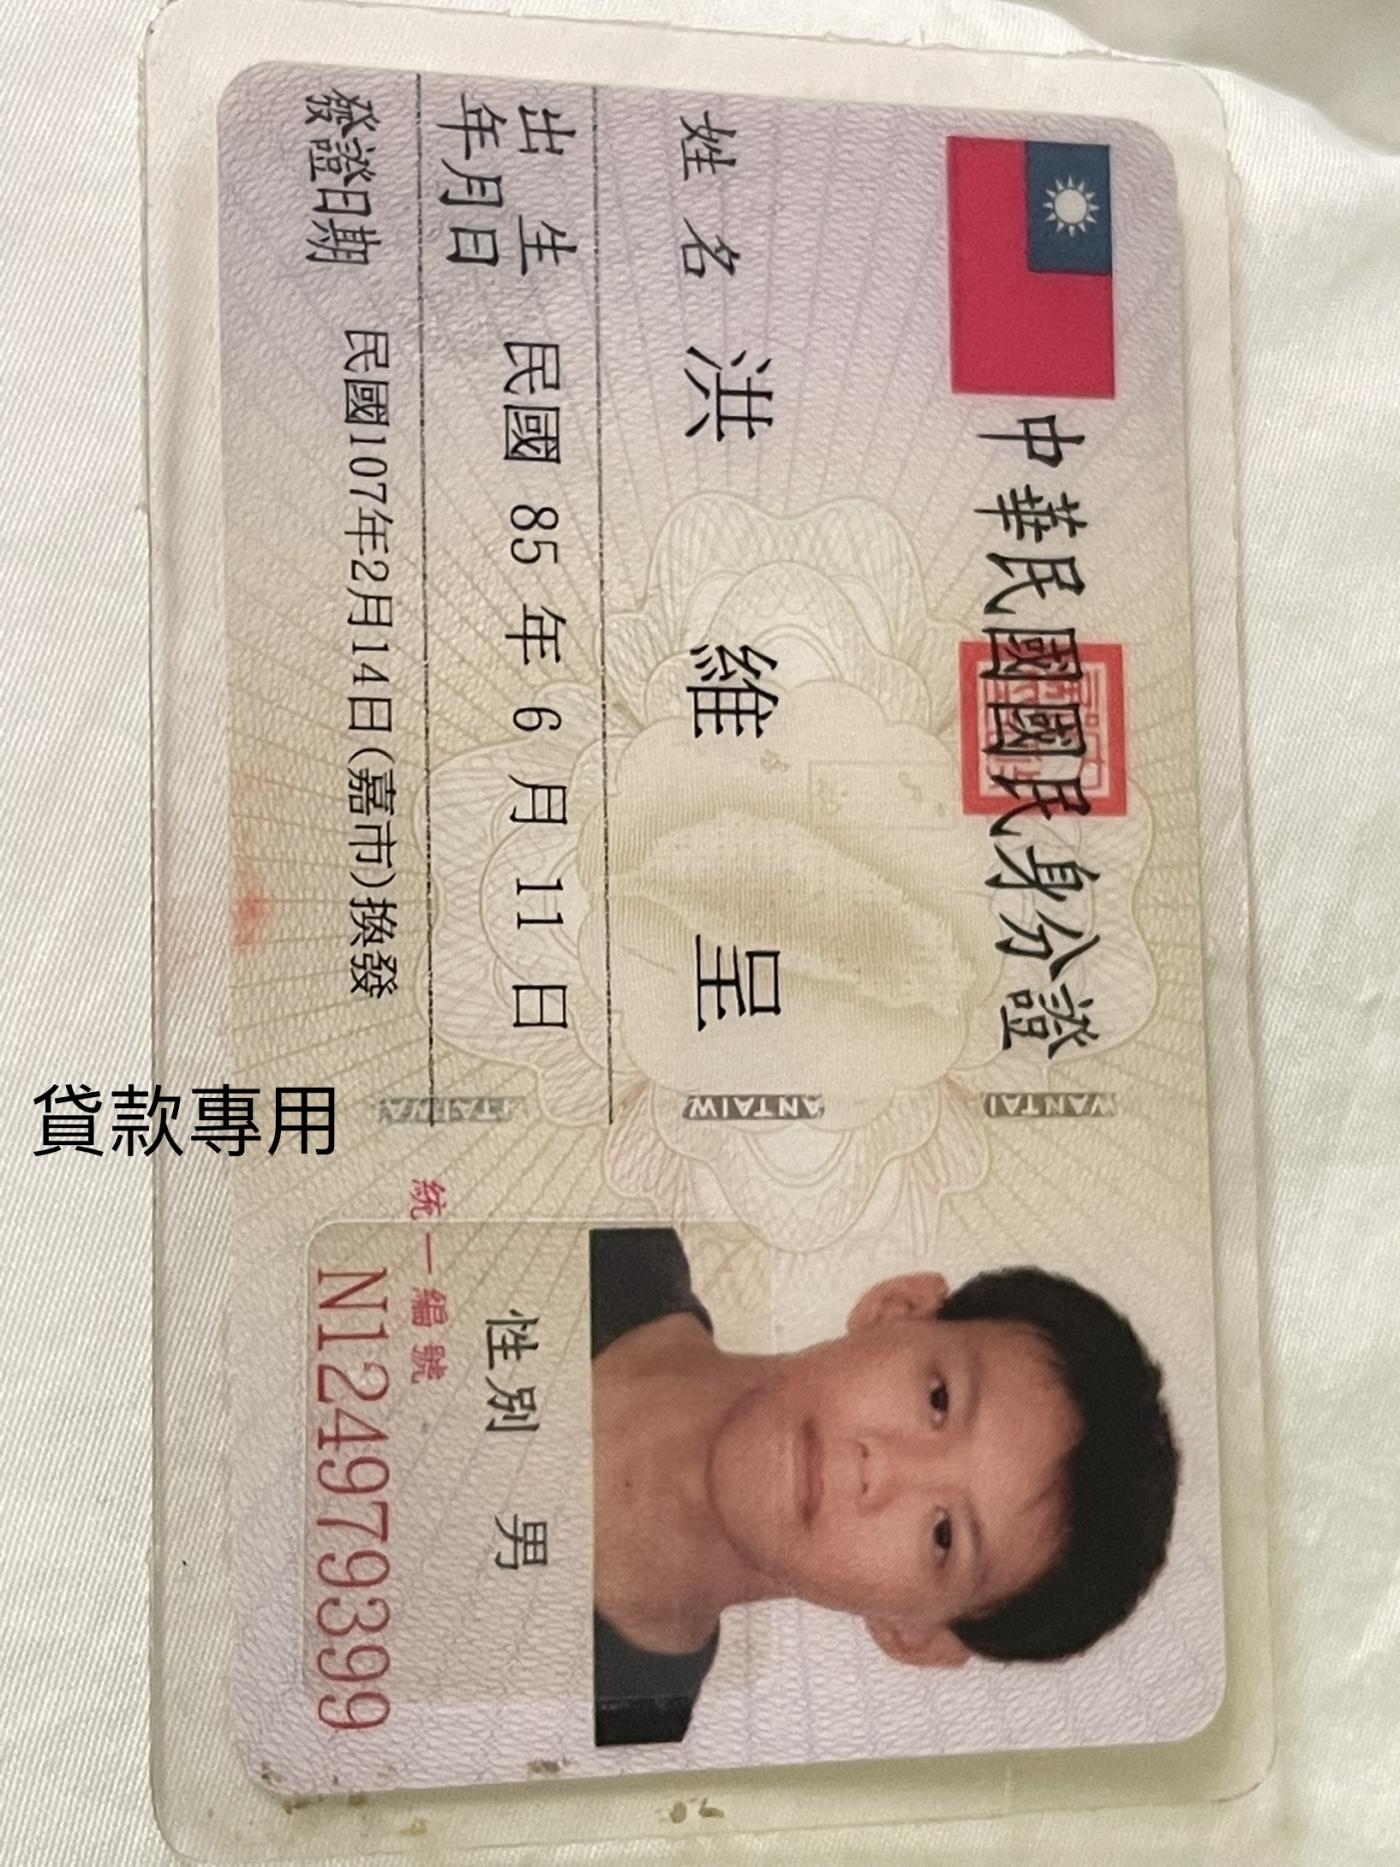 中華民國國民身分證
姓名 洪維呈
出生年月日 民國 85 年 6 月 11 日
發證日期 民國107年2月14日(嘉市)換發
性別 男
統一編號
N124979399
TAIWAN
TAIWAN
TAIWAN
貸款專用